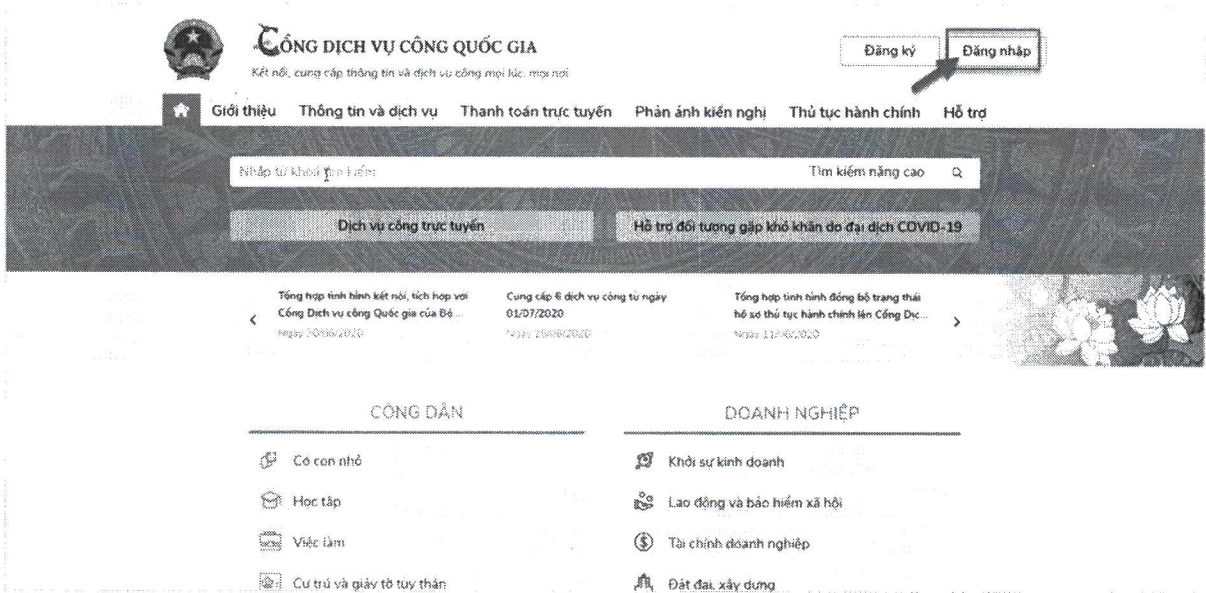 CỔNG DỊCH VỤ CÔNG QUỐC GIA
Kết nối, cung cấp thông tin và dịch vụ công mọi lúc, mọi nơi
Đăng ký
Đăng nhập
Giới thiệu
Thông tin và dịch vụ
Thanh toán trực tuyến
Phản ánh kiến nghị
Thủ tục hành chính
Hỗ trợ
Nhập từ khoá tìm kiếm
Tìm kiếm nâng cao
Dịch vụ công trực tuyến
Hỗ trợ đối tượng gặp khó khăn do đại dịch COVID-19
Tổng hợp tình hình kết nối, tích hợp với
Cổng Dịch vụ công Quốc gia của Bộ...
Cung cấp 6 dịch vụ công từ ngày
01/07/2020
Tổng hợp tình hình đồng bộ trạng thái
hồ sơ thủ tục hành chính lên Cổng Dịc...
CÔNG DÂN
Có con nhỏ
Học tập
Việc làm
Cư trú và giấy tờ tùy thân
DOANH NGHIỆP
Khởi sự kinh doanh
Lao động và bảo hiểm xã hội
Tài chính doanh nghiệp
Đất đai, xây dựng